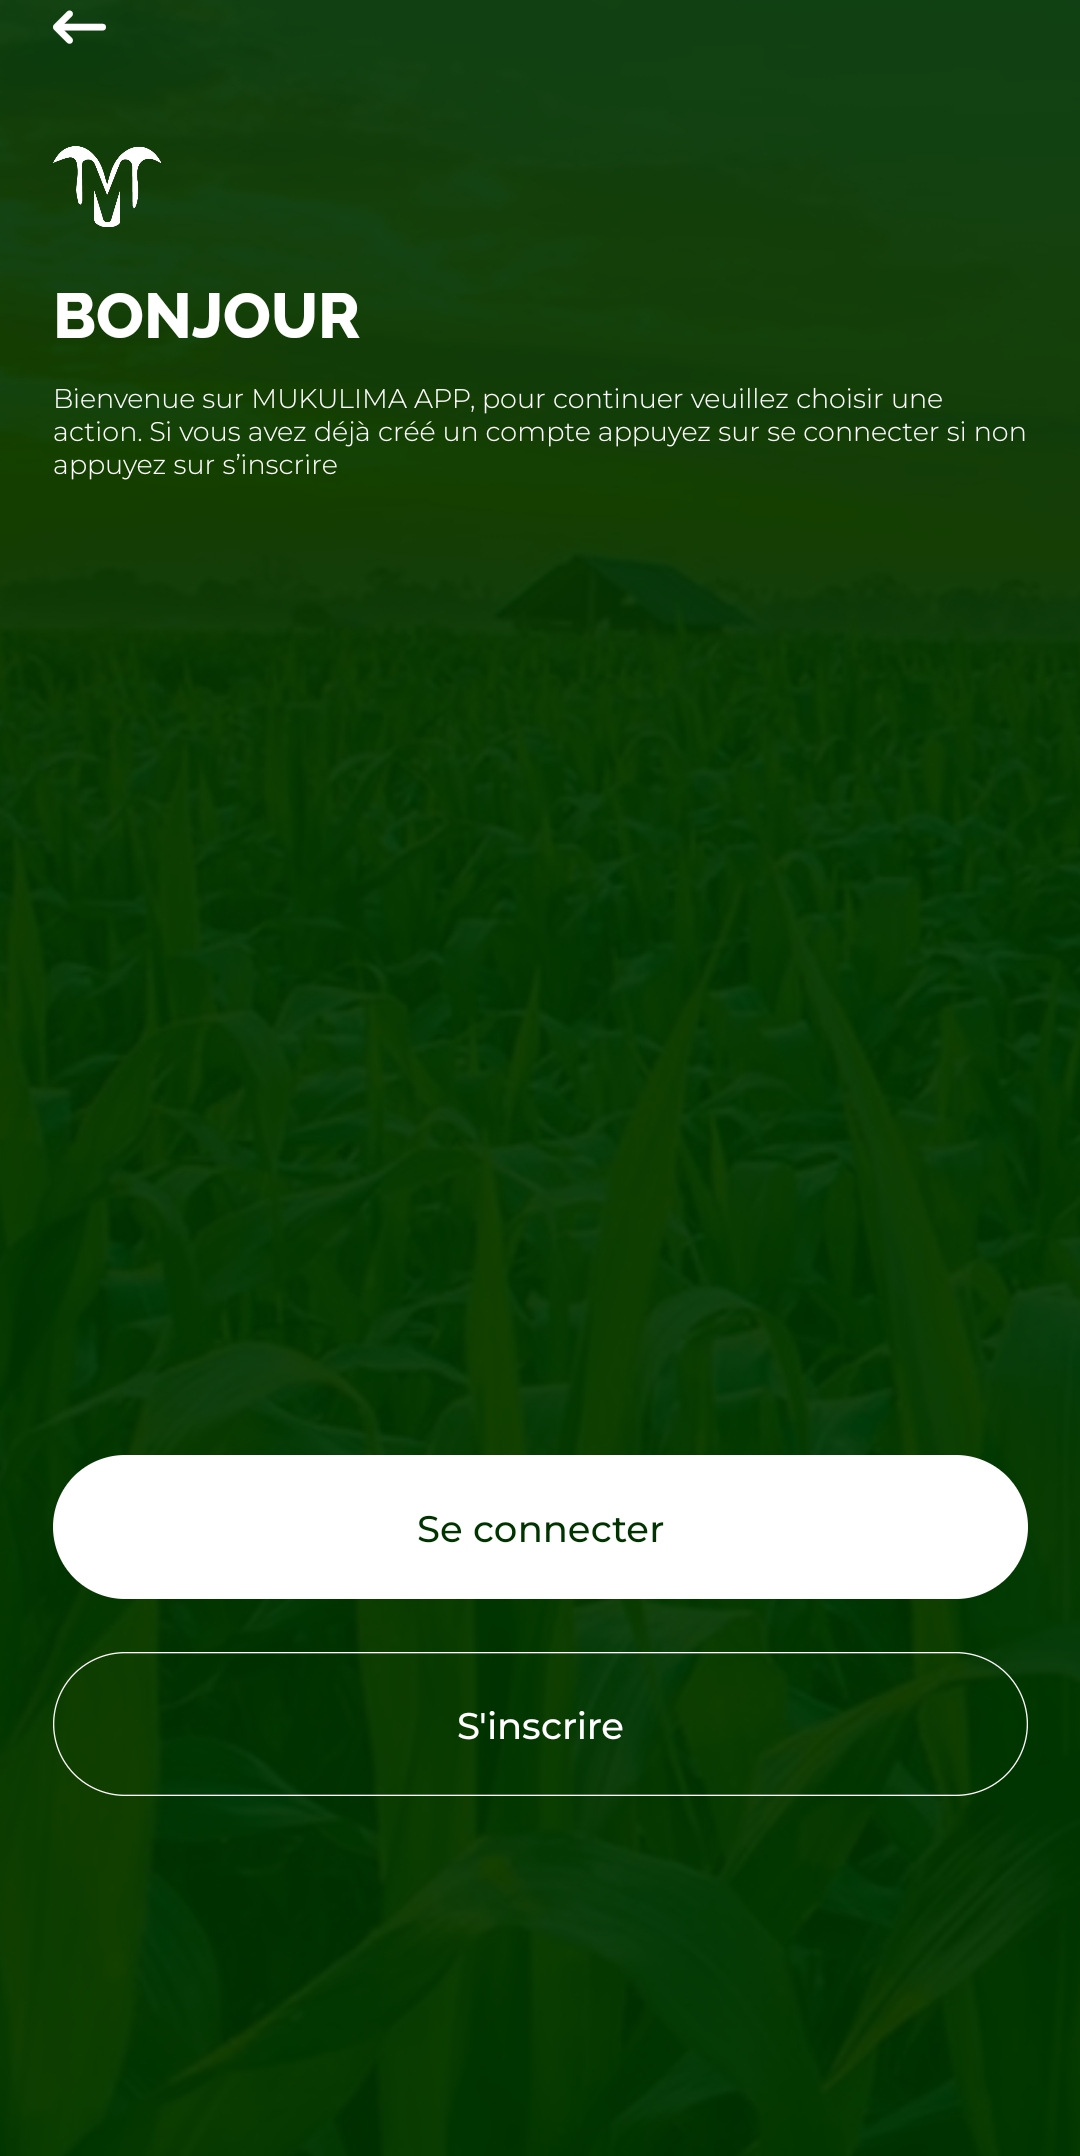 BONJOUR
Bienvenue sur MUKULIMA APP, pour continuer veuillez choisir une
action. Si vous avez déjà créé un compte appuyez sur se connecter si non
appuyez sur s’inscrire
Se connecter
S'inscrire